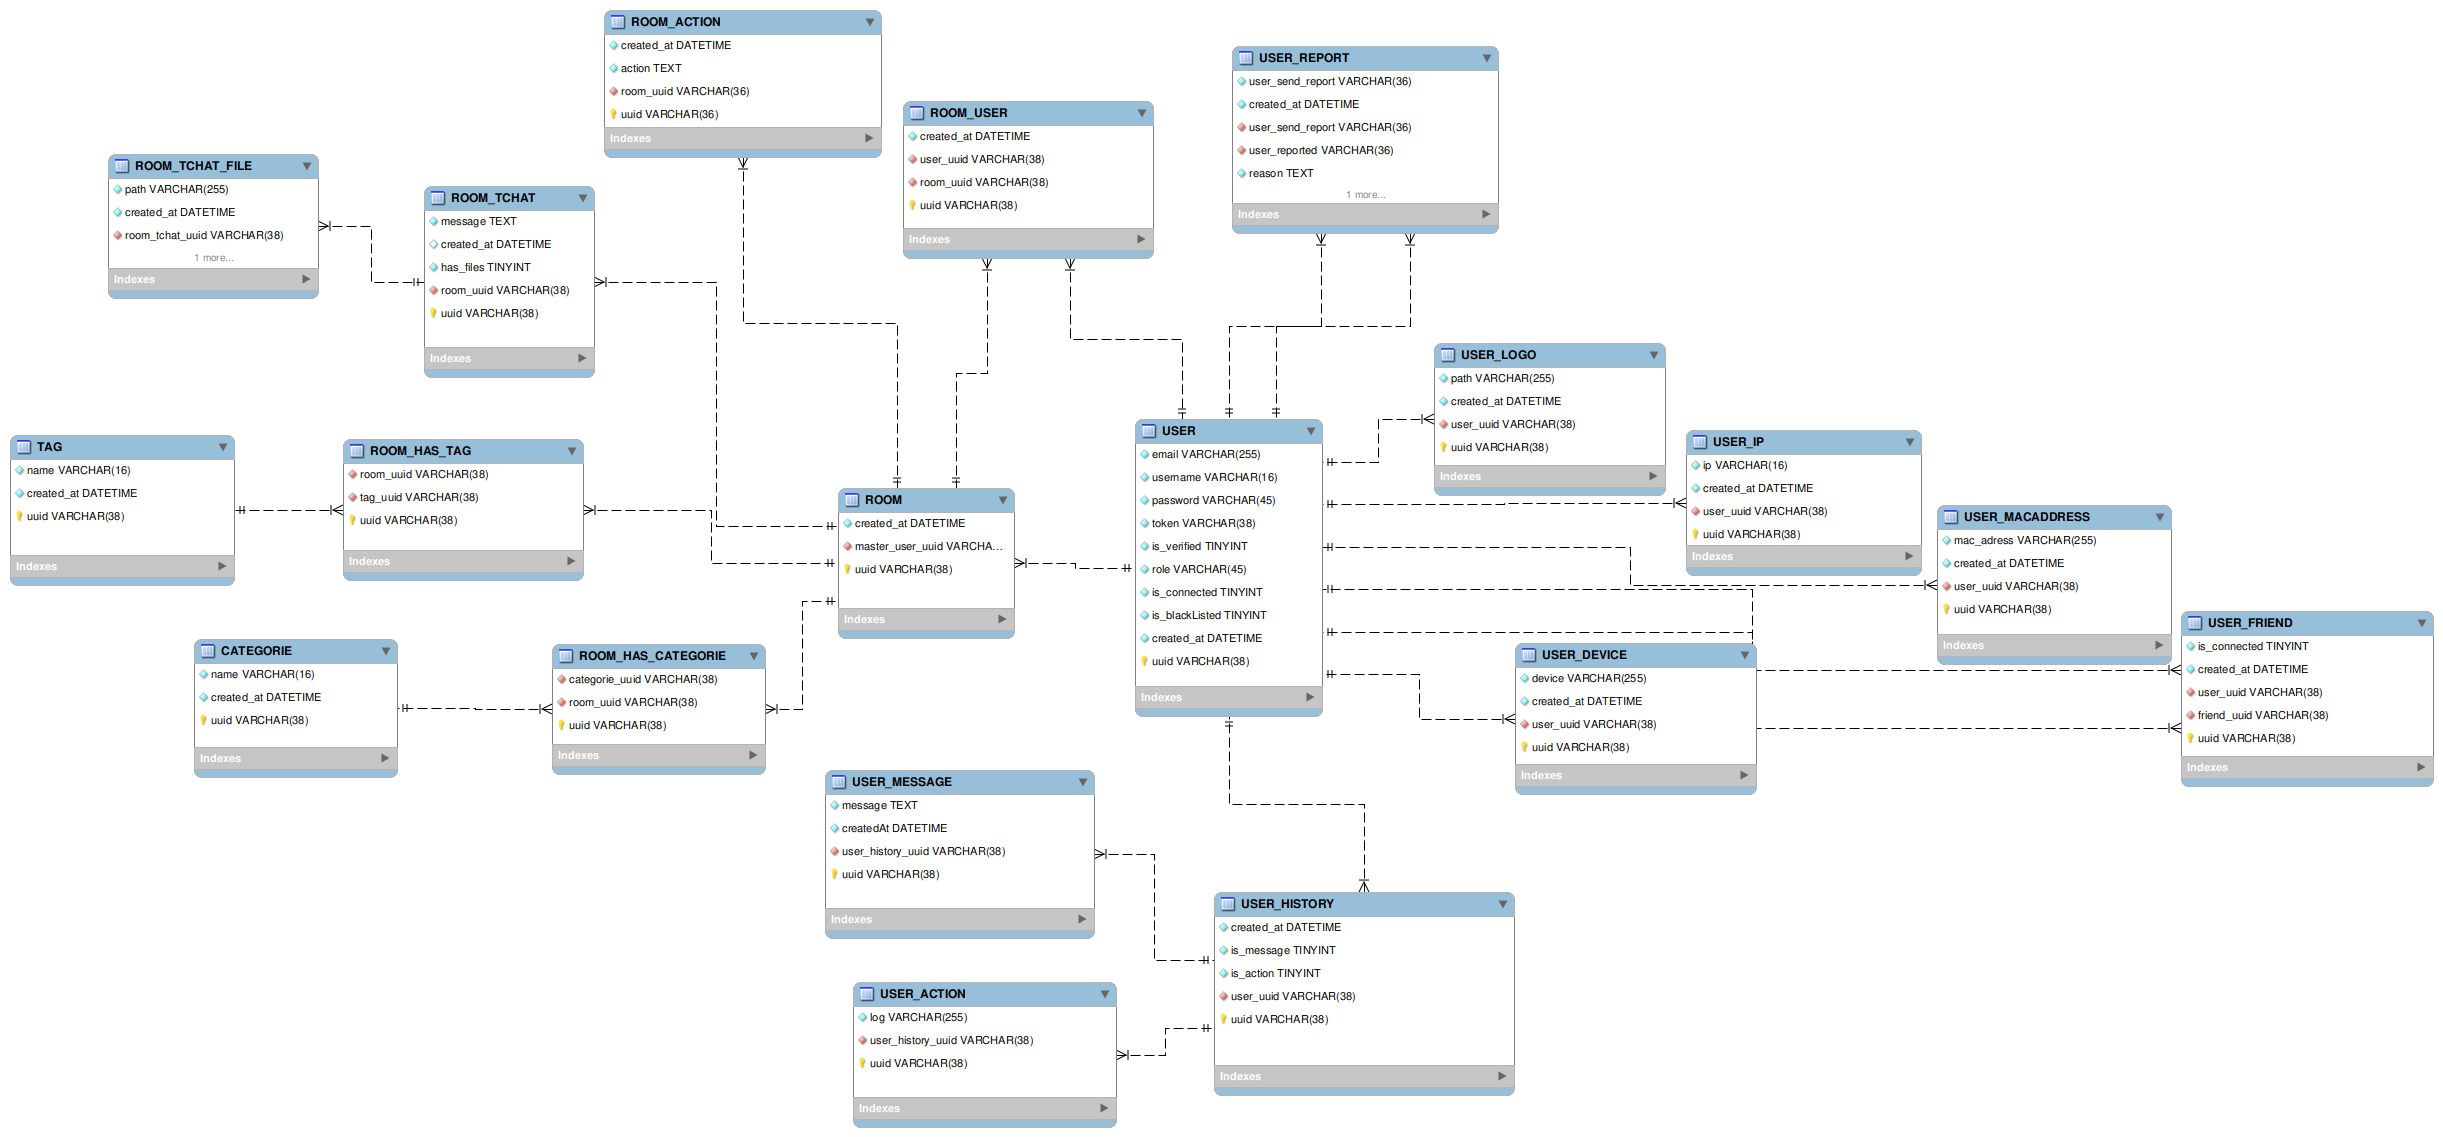 ROOM_ACTION
created_at DATETIME
action TEXT
room_uuid VARCHAR(36)
uuid VARCHAR(36)
Indexes
USER_REPORT
user_send_report VARCHAR(36)
created_at DATETIME
user_send_report VARCHAR(36)
user_reported VARCHAR(36)
reason TEXT
1 more...
Indexes
ROOM_USER
created_at DATETIME
user_uuid VARCHAR(38)
room_uuid VARCHAR(38)
uuid VARCHAR(38)
Indexes
ROOM_TCHAT_FILE
path VARCHAR(255)
created_at DATETIME
room_tchat_uuid VARCHAR(38)
1 more...
Indexes
ROOM_TCHAT
message TEXT
created_at DATETIME
has_files TINYINT
room_uuid VARCHAR(38)
uuid VARCHAR(38)
Indexes
USER_LOGO
path VARCHAR(255)
created_at DATETIME
user_uuid VARCHAR(38)
uuid VARCHAR(38)
Indexes
USER
email VARCHAR(255)
username VARCHAR(16)
password VARCHAR(45)
token VARCHAR(38)
is_verified TINYINT
role VARCHAR(45)
is_connected TINYINT
is_blackListed TINYINT
created_at DATETIME
uuid VARCHAR(38)
Indexes
USER_IP
ip VARCHAR(16)
created_at DATETIME
user_uuid VARCHAR(38)
uuid VARCHAR(38)
Indexes
TAG
name VARCHAR(16)
created_at DATETIME
uuid VARCHAR(38)
Indexes
ROOM_HAS_TAG
room_uuid VARCHAR(38)
tag_uuid VARCHAR(38)
uuid VARCHAR(38)
Indexes
ROOM
created_at DATETIME
master_user_uuid VARCHA...
uuid VARCHAR(38)
Indexes
USER_MACADDRESS
mac_adress VARCHAR(255)
created_at DATETIME
user_uuid VARCHAR(38)
uuid VARCHAR(38)
Indexes
USER_FRIEND
is_connected TINYINT
created_at DATETIME
user_uuid VARCHAR(38)
friend_uuid VARCHAR(38)
uuid VARCHAR(38)
Indexes
CATEGORIE
name VARCHAR(16)
created_at DATETIME
uuid VARCHAR(38)
Indexes
ROOM_HAS_CATEGORIE
categorie_uuid VARCHAR(38)
room_uuid VARCHAR(38)
uuid VARCHAR(38)
Indexes
USER_DEVICE
device VARCHAR(255)
created_at DATETIME
user_uuid VARCHAR(38)
uuid VARCHAR(38)
Indexes
USER_MESSAGE
message TEXT
createdAt DATETIME
user_history_uuid VARCHAR(38)
uuid VARCHAR(38)
Indexes
USER_HISTORY
created_at DATETIME
is_message TINYINT
is_action TINYINT
user_uuid VARCHAR(38)
uuid VARCHAR(38)
Indexes
USER_ACTION
log VARCHAR(255)
user_history_uuid VARCHAR(38)
uuid VARCHAR(38)
Indexes